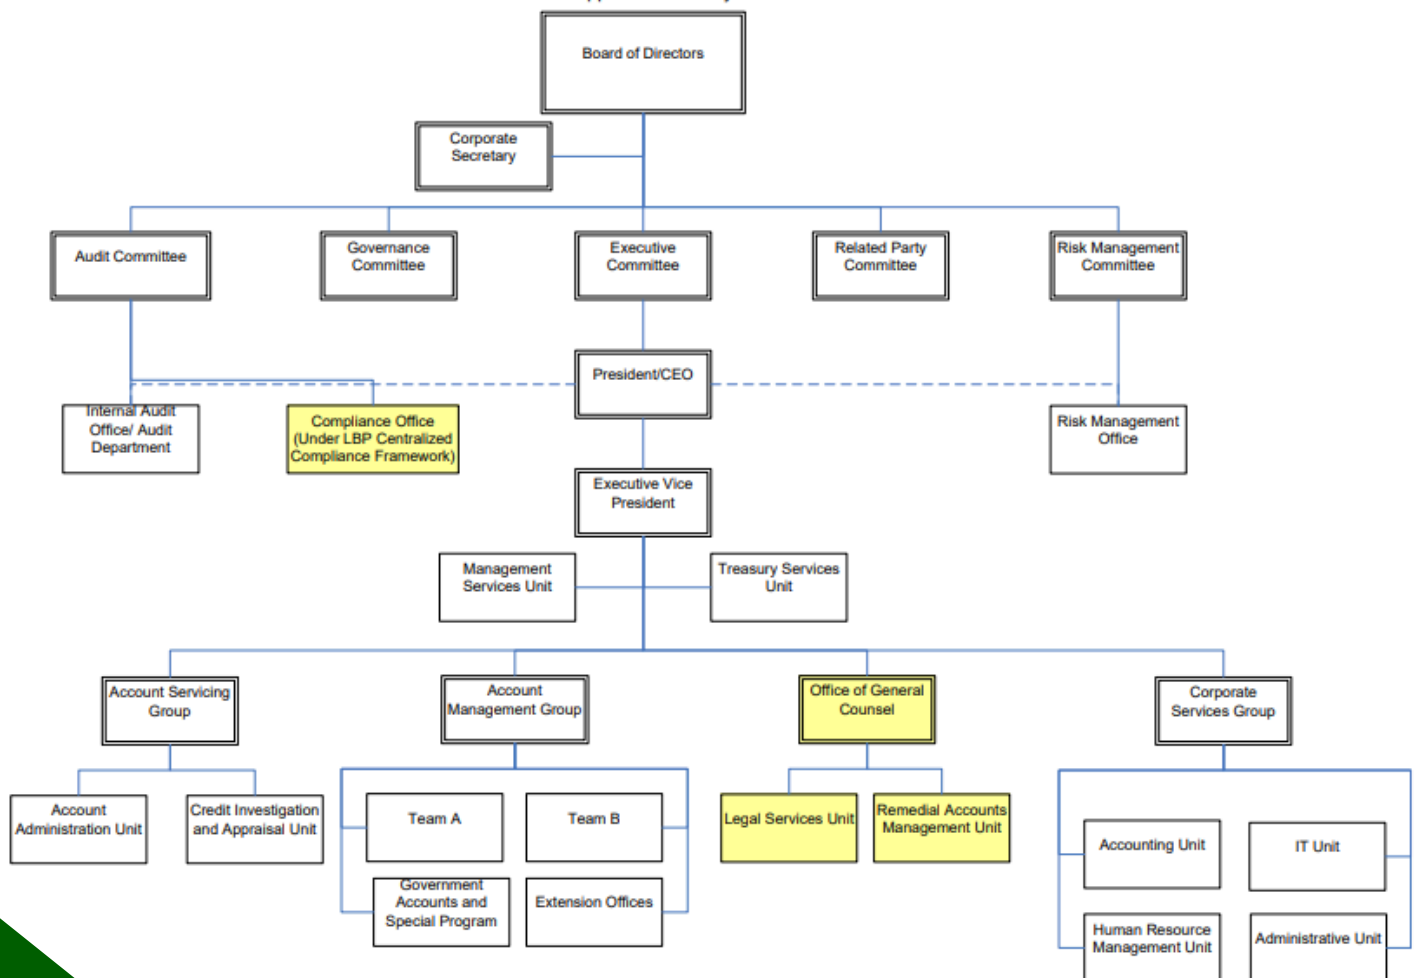 Board of Directors
Corporate
Secretary
Audit Committee
Governance
Committee
Executive
Committee
Related Party
Committee
Risk Management
Committee
President/CEO
Internal Audit
Office/ Audit
Department
Compliance Office
(Under LBP Centralized
Compliance Framework)
Risk Management
Office
Executive Vice
President
Management
Services Unit
Treasury Services
Unit
Account Servicing
Group
Account
Management Group
Office of General
Counsel
Corporate
Services Group
Account
Administration Unit
Credit Investigation
and Appraisal Unit
Team A
Team B
Government
Accounts and
Special Program
Extension Offices
Legal Services Unit
Remedial Accounts
Management Unit
Accounting Unit
IT Unit
Human Resource
Management Unit
Administrative Unit